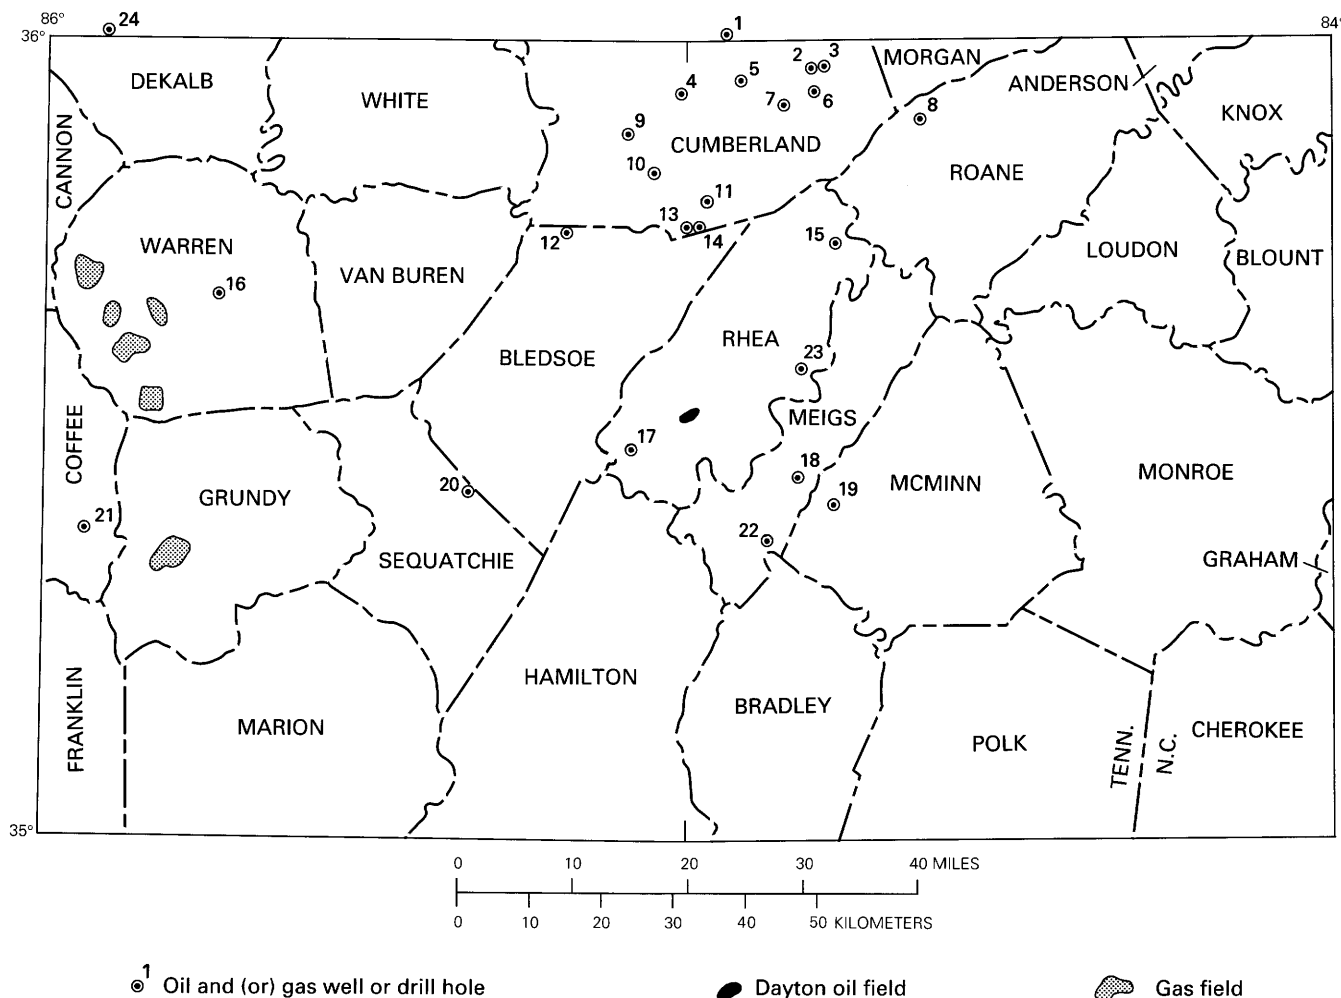 86°
24
1
84°
36°
DEKALB
WHITE
CANNON
4
5
2
3
7
6
MORGAN
ANDERSON
KNOX
8
9
CUMBERLAND
10
11
ROANE
13
14
12
15
WARREN
16
VAN BUREN
LOUDON
BLOUNT
BLEDSOE
RHEA
23
MEIGS
17
COFFEE
GRUNDY
20
18
19
MCMINN
MONROE
21
22
SEQUATCHIE
GRAHAM
FRANKLIN
MARION
HAMILTON
BRADLEY
POLK
TENN.
N.C.
CHEROKEE
35°
0 10 20 30 40 MILES
0 10 20 30 40 50 KILOMETERS
1 Oil and (or) gas well or drill hole
Dayton oil field
Gas field